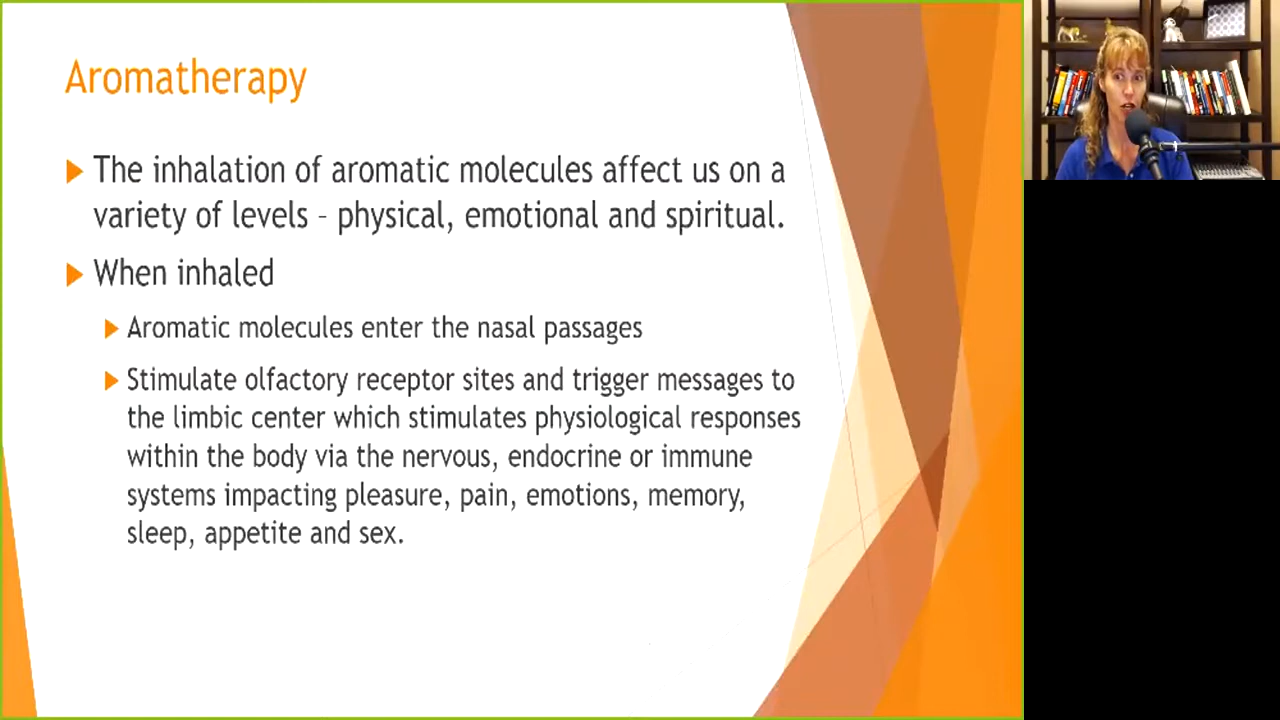 Aromatherapy
The inhalation of aromatic molecules affect us on a
variety of levels – physical, emotional and spiritual.
When inhaled
Aromatic molecules enter the nasal passages
Stimulate olfactory receptor sites and trigger messages to
the limbic center which stimulates physiological responses
within the body via the nervous, endocrine or immune
systems impacting pleasure, pain, emotions, memory,
sleep, appetite and sex.